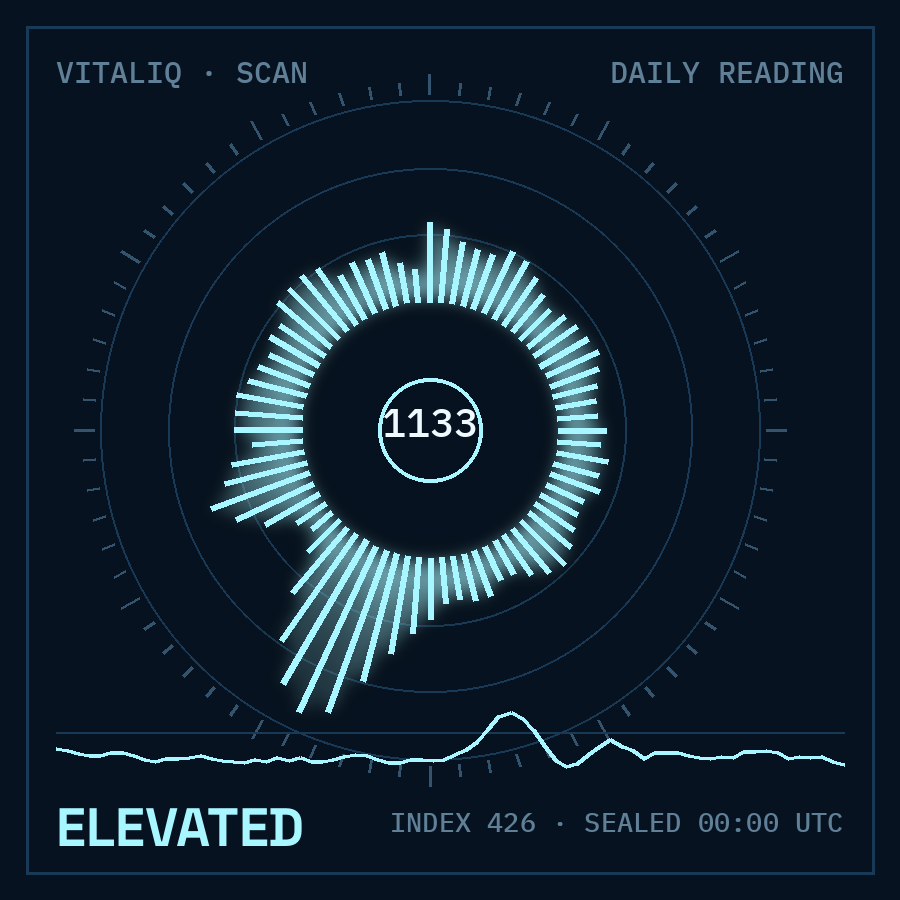 VITALIQ · SCAN
DAILY READING
1133
ELEVATED
INDEX 426 · SEALED 00:00 UTC